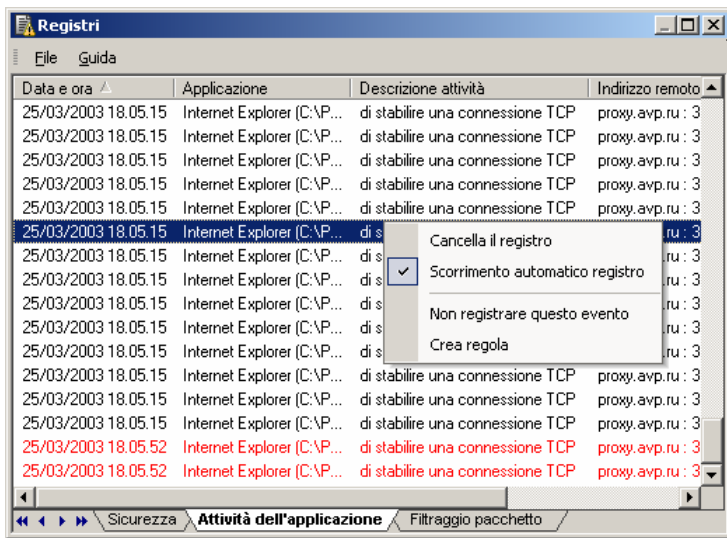 Registri
File Guida
Data e ora Applicazione Descrizione attività Indirizzo remoto
25/03/2003 18.05.15 Internet Explorer (C:\P... di stabilire una connessione TCP proxy.avp.ru : 3
25/03/2003 18.05.15 Internet Explorer (C:\P... di stabilire una connessione TCP proxy.avp.ru : 3
25/03/2003 18.05.15 Internet Explorer (C:\P... di stabilire una connessione TCP proxy.avp.ru : 3
25/03/2003 18.05.15 Internet Explorer (C:\P... di stabilire una connessione TCP proxy.avp.ru : 3
25/03/2003 18.05.15 Internet Explorer (C:\P... di stabilire una connessione TCP proxy.avp.ru : 3
25/03/2003 18.05.15 Internet Explorer (C:\P... di s ru : 3
25/03/2003 18.05.15 Internet Explorer (C:\P... di s ru : 3
25/03/2003 18.05.15 Internet Explorer (C:\P... di s ru : 3
25/03/2003 18.05.15 Internet Explorer (C:\P... di s ru : 3
25/03/2003 18.05.15 Internet Explorer (C:\P... di s ru : 3
25/03/2003 18.05.15 Internet Explorer (C:\P... di s ru : 3
25/03/2003 18.05.15 Internet Explorer (C:\P... di stabilire una connessione TCP proxy.avp.ru : 3
25/03/2003 18.05.15 Internet Explorer (C:\P... di stabilire una connessione TCP proxy.avp.ru : 3
25/03/2003 18.05.15 Internet Explorer (C:\P... di stabilire una connessione TCP proxy.avp.ru : 3
25/03/2003 18.05.52 Internet Explorer (C:\P... di stabilire una connessione TCP proxy.avp.ru : 3
25/03/2003 18.05.52 Internet Explorer (C:\P... di stabilire una connessione TCP proxy.avp.ru : 3
Cancella il registro
Scorrimento automatico registro
Non registrare questo evento
Crea regola
Sicurezza Attività dell'applicazione Filtraggio pacchetto